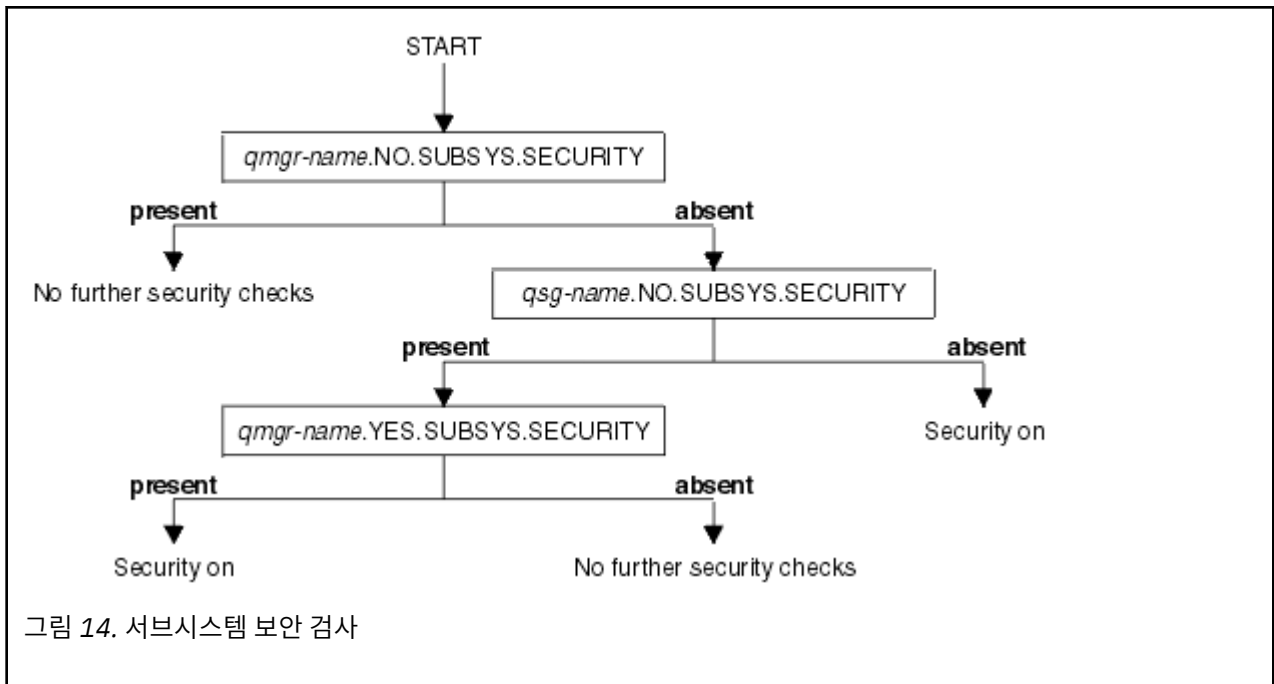 START
qmgr-name.NO.SUBSYS.SECURITY
present absent
No further security checks
qsg-name.NO.SUBSYS.SECURITY
present absent
qmgr-name.YES.SUBSYS.SECURITY
Security on
present absent
Security on
No further security checks
그림 14. 서브시스템 보안 검사